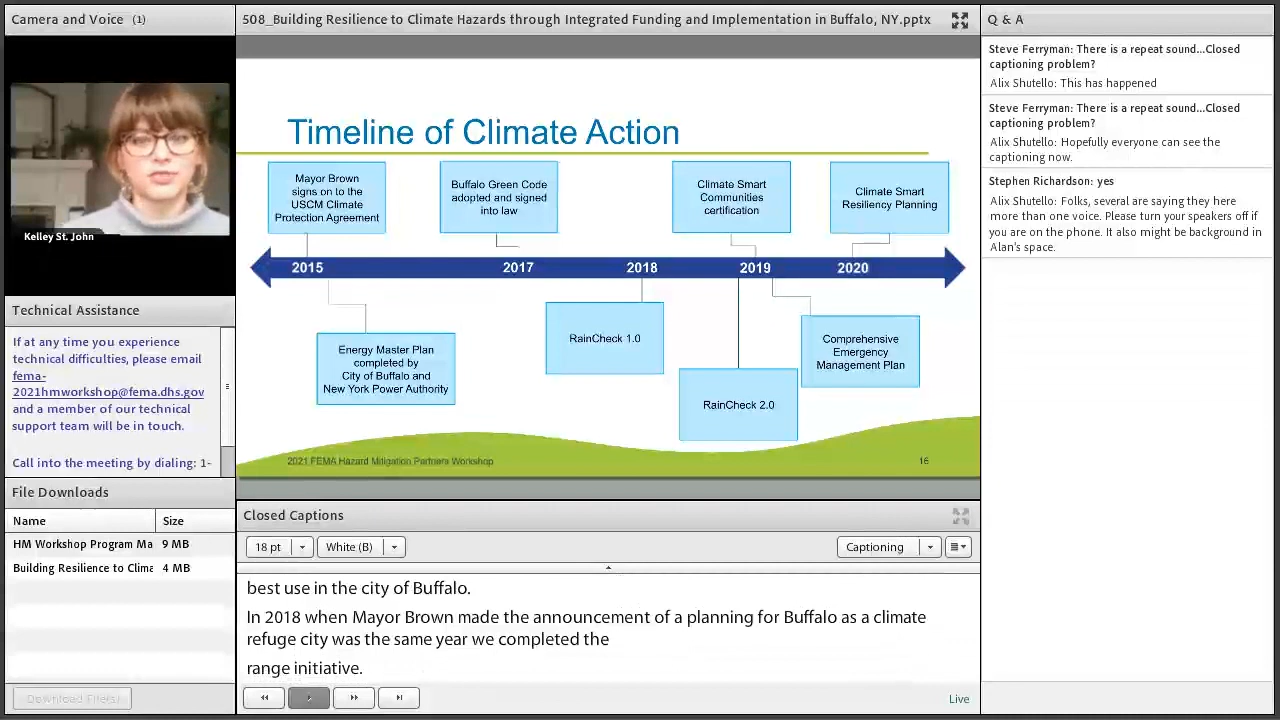 Camera and Voice (1)
Kelley St. John
Technical Assistance
If at any time you experience
technical difficulties, please email
fema-
2021hmworkshop@fema.dhs.gov
and a member of our technical
support team will be in touch.
Call into the meeting by dialing: 1-
File Downloads
Name Size
HM Workshop Program Ma 9 MB
Building Resilience to Clima 4 MB
Download File(s)
508_Building Resilience to Climate Hazards through Integrated Funding and Implementation in Buffalo, NY.pptx
Timeline of Climate Action
Mayor Brown
signs on to the
USCM Climate
Protection Agreement
Buffalo Green Code
adopted and signed
into law
Climate Smart
Communities
certification
Climate Smart
Resiliency Planning
2015 2017 2018 2019 2020
Energy Master Plan
completed by
City of Buffalo and
New York Power Authority
RainCheck 1.0
RainCheck 2.0
Comprehensive
Emergency
Management Plan
2021 FEMA Hazard Mitigation Partners Workshop 16
Closed Captions
18 pt White (B) Captioning
best use in the city of Buffalo.
In 2018 when Mayor Brown made the announcement of a planning for Buffalo as a climate
refuge city was the same year we completed the
range initiative.
Live
Q & A
Steve Ferryman: There is a repeat sound...Closed
captioning problem?
Alix Shutello: This has happened
Steve Ferryman: There is a repeat sound...Closed
captioning problem?
Alix Shutello: Hopefully everyone can see the
captioning now.
Stephen Richardson: yes
Alix Shutello: Folks, several are saying they here
more than one voice. Please turn your speakers off if
you are on the phone. It also might be background in
Alan's space.